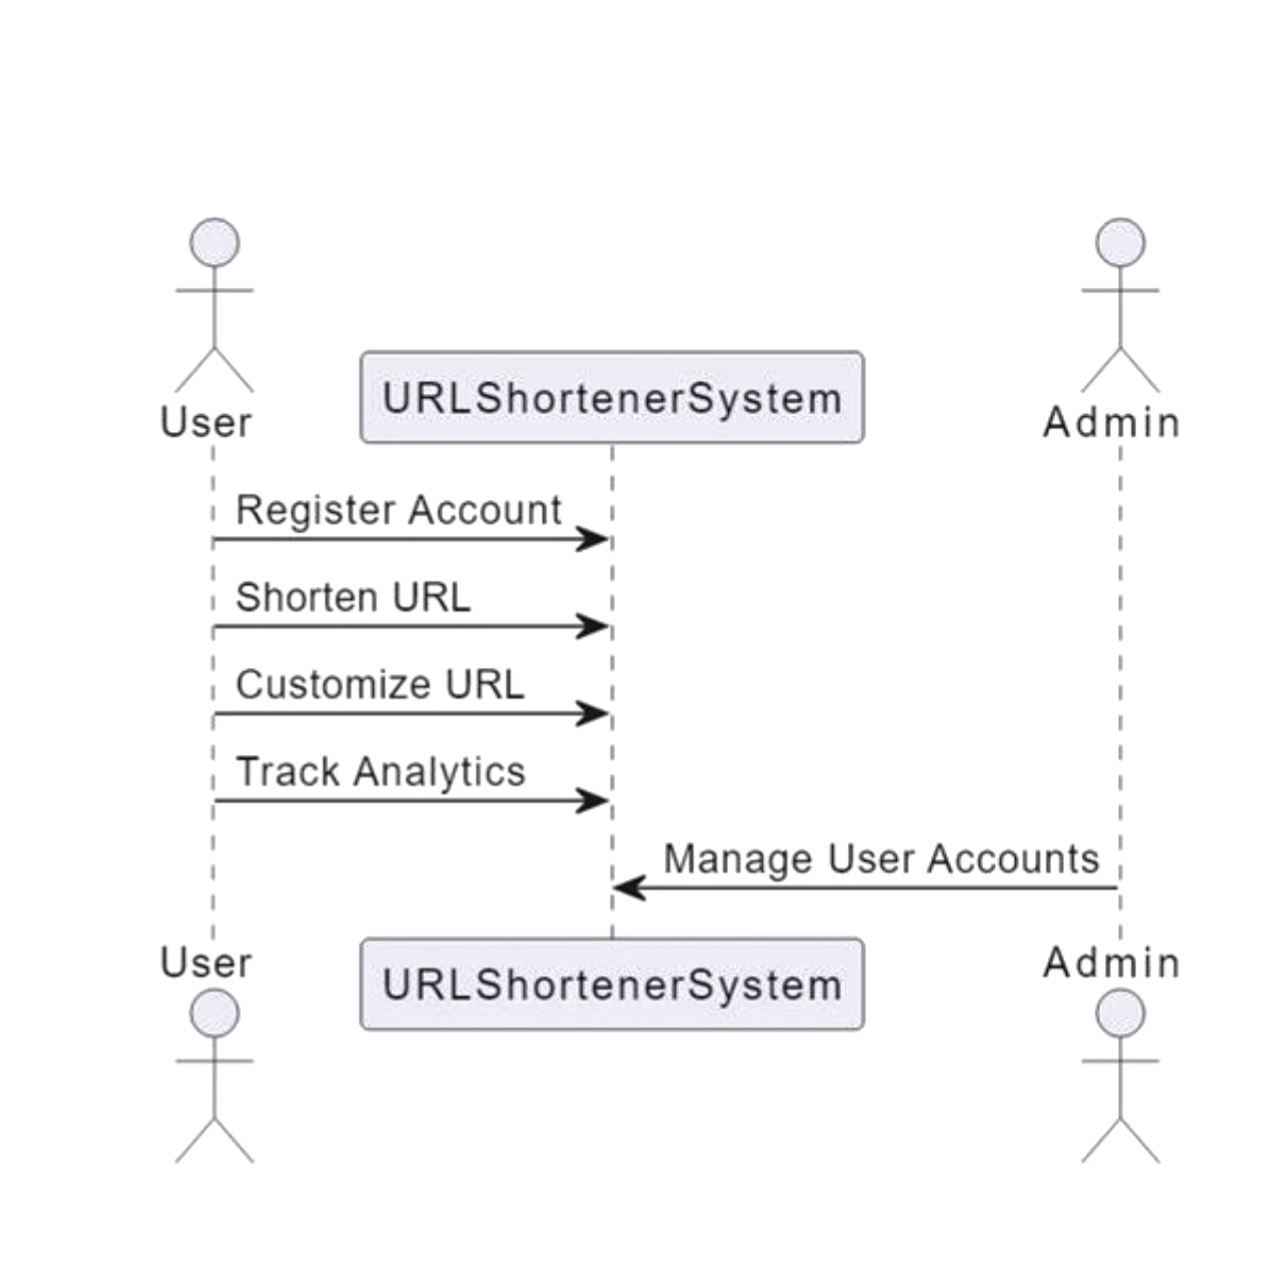 User
URLShortenerSystem
Admin
Register Account
Shorten URL
Customize URL
Track Analytics
Manage User Accounts
User
URLShortenerSystem
Admin